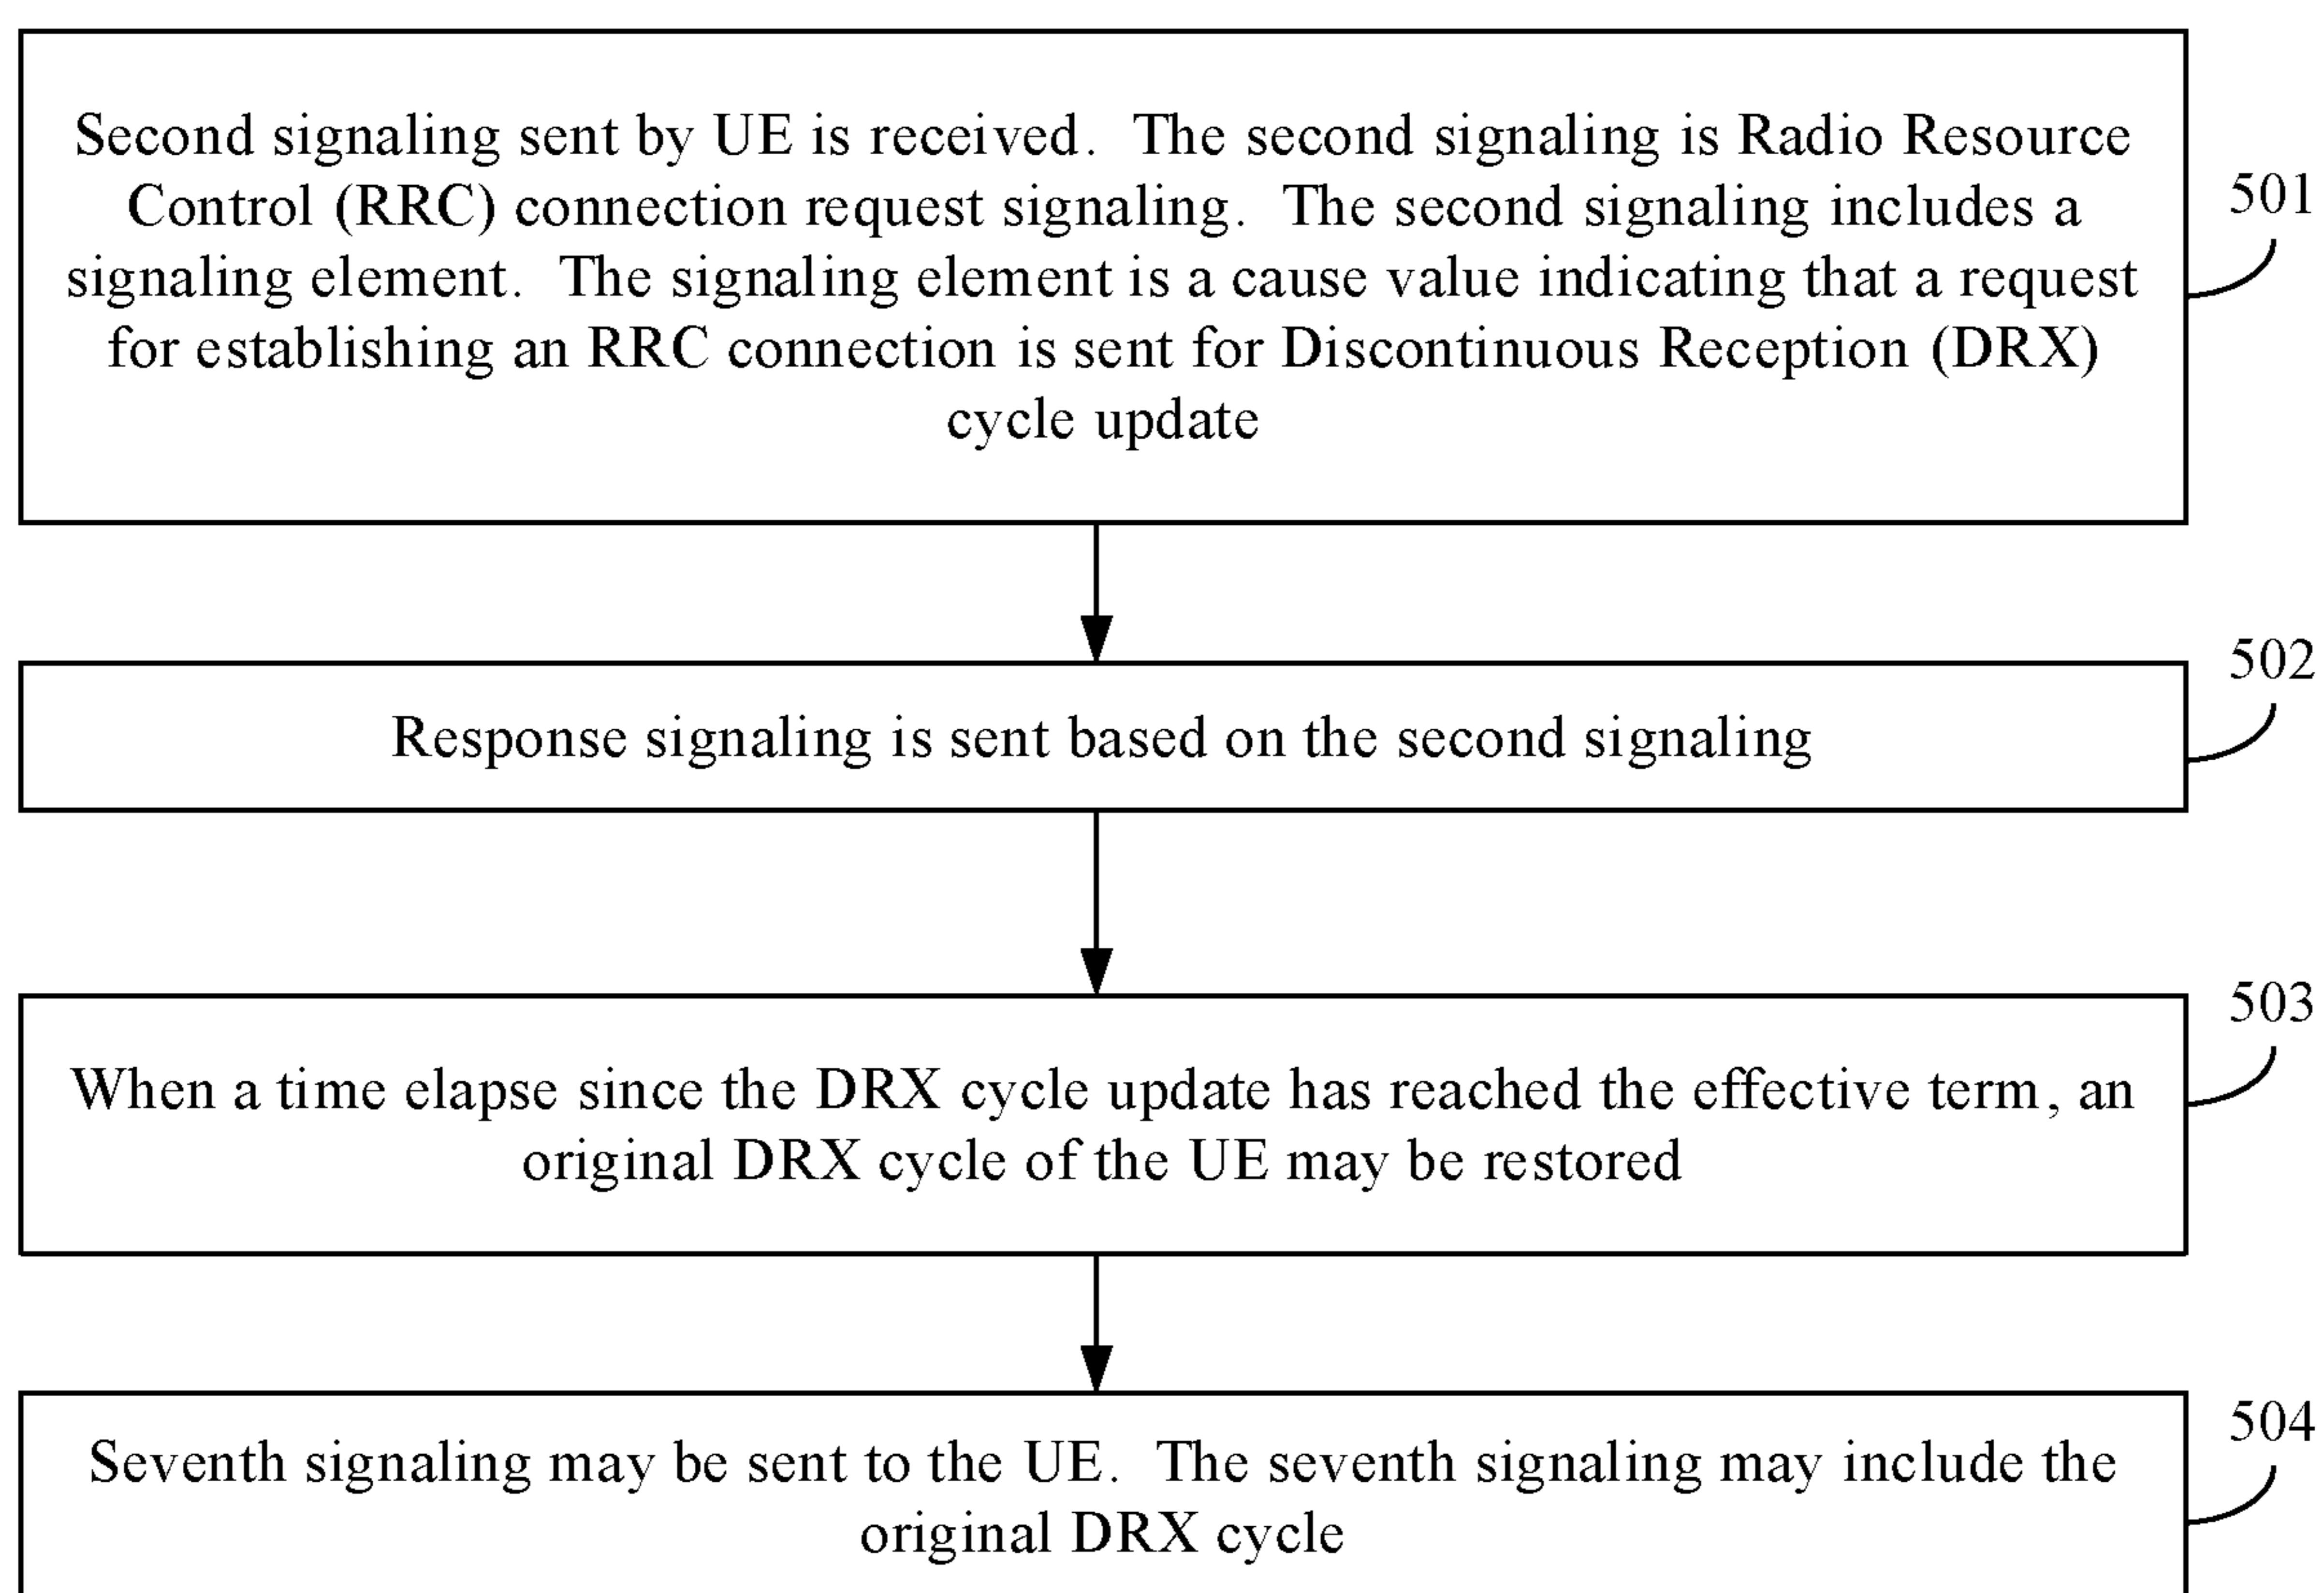 Second signaling sent by UE is received. The second signaling is Radio Resource
Control (RRC) connection request signaling. The second signaling includes a
signaling element. The signaling element is a cause value indicating that a request
for establishing an RRC connection is sent for Discontinuous Reception (DRX)
cycle update
501
Response signaling is sent based on the second signaling
502
When a time elapse since the DRX cycle update has reached the effective term, an
original DRX cycle of the UE may be restored
503
Seventh signaling may be sent to the UE. The seventh signaling may include the
original DRX cycle
504